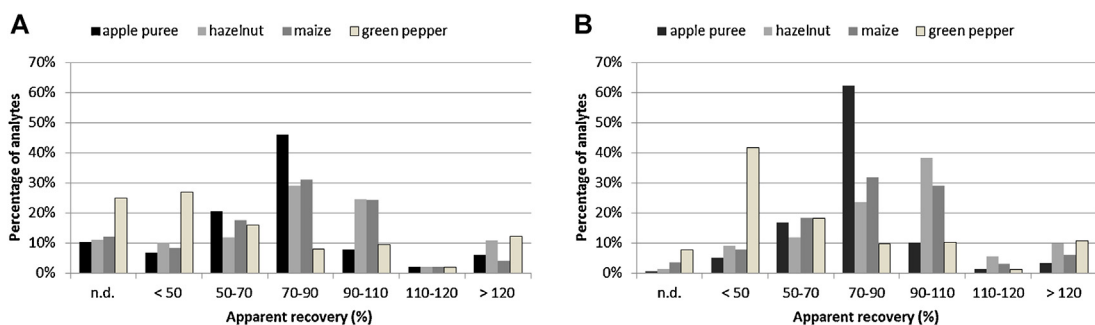 A
apple puree hazelnut maize green pepper
70%
60%
50%
40%
30%
20%
10%
0%
Percentage of analytes
n.d. < 50 50-70 70-90 90-110 110-120 > 120
Apparent recovery (%)
B
apple puree hazelnut maize green pepper
70%
60%
50%
40%
30%
20%
10%
0%
Percentage of analytes
n.d. < 50 50-70 70-90 90-110 110-120 > 120
Apparent recovery (%)